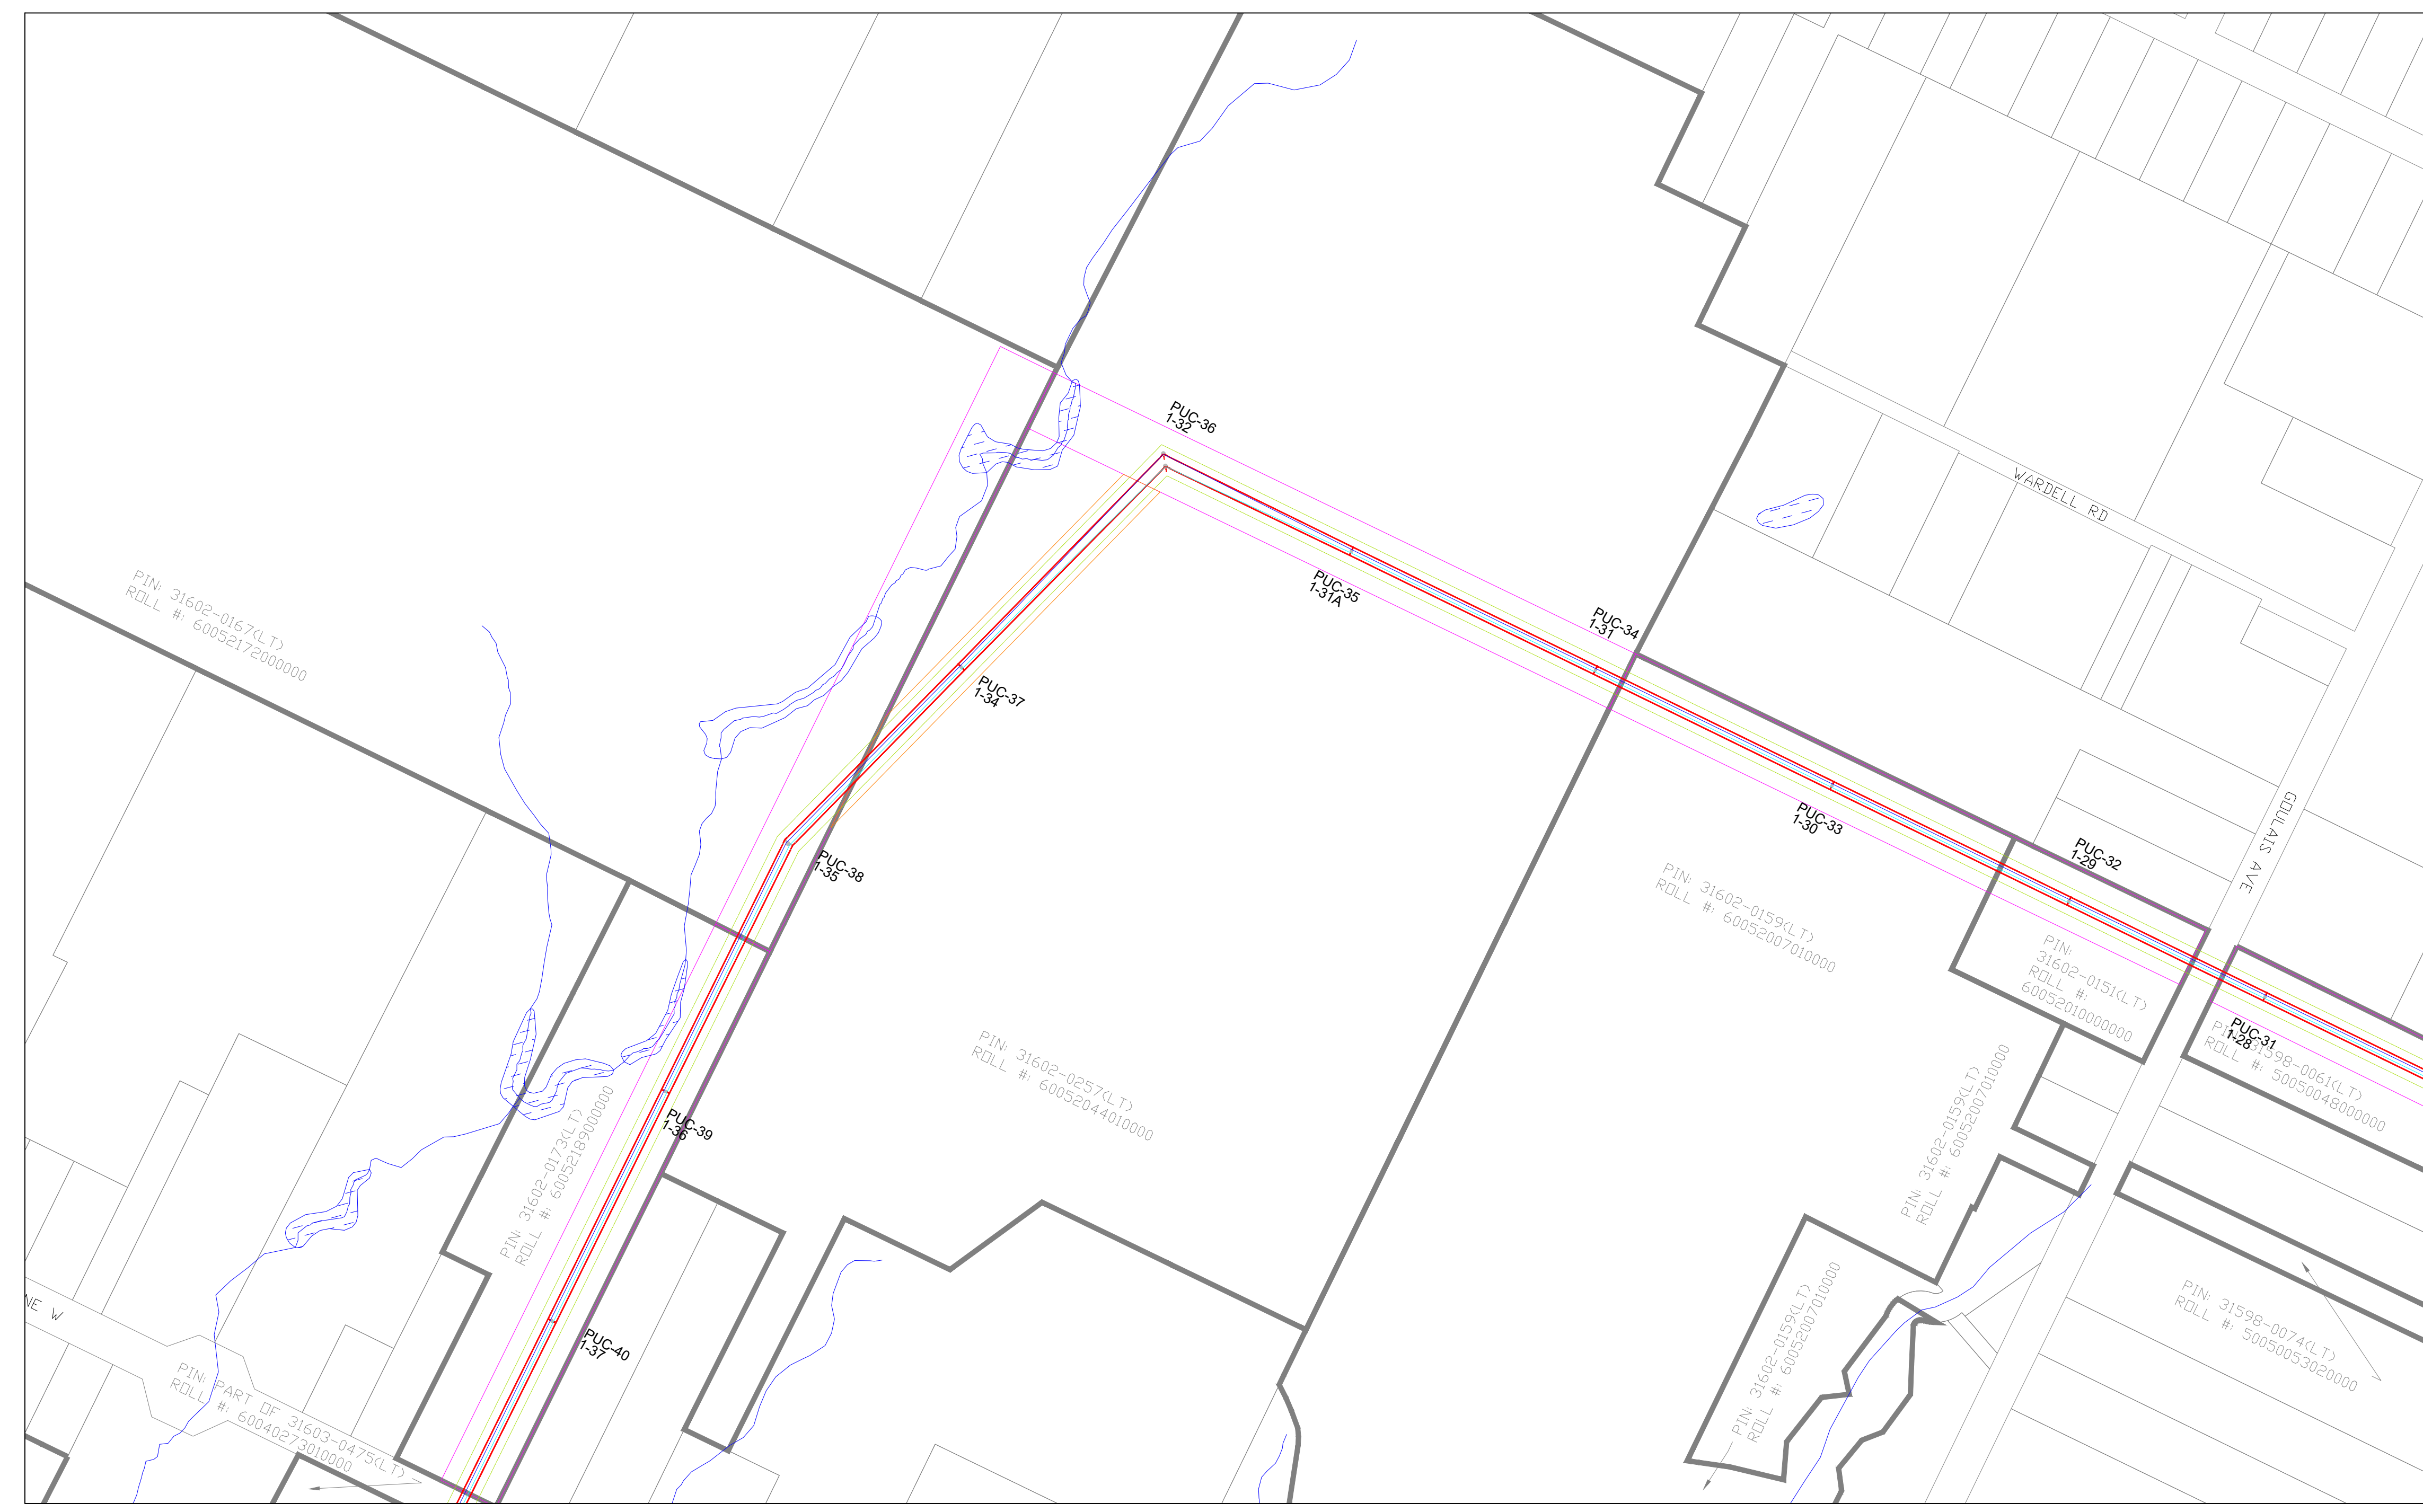 PUC-36
1-32
PUC-35
1-31A
PUC-34
1-31
WARDELL RD
PIN: 31602-0167(LT)
ROLL #: 60052172000000
PUC-37
1-34
PUC-33
1-30
GOULAIS AVE
PUC-32
1-29
PUC-38
1-35
PIN: 31602-0159(LT)
ROLL #: 60052007010000
PIN:
31602-0151(LT)
ROLL #:
60052010000000
PUC-31
1-28
PIN: 31598-0061(LT)
ROLL #: 50050048000000
PIN: 31602-0257(LT)
ROLL #: 60052044010000
PUC-39
1-36
PIN: 31602-0173(LT)
ROLL #: 60052189000000
PIN: 31602-0159(LT)
ROLL #: 60052007010000
PIN: 31602-0159(LT)
ROLL #: 60052007010000
PIN: 31598-0074(LT)
ROLL #: 50050053020000
NE W
PUC-40
1-37
PIN: PART OF 31603-0475(LT)
ROLL #: 60040273010000